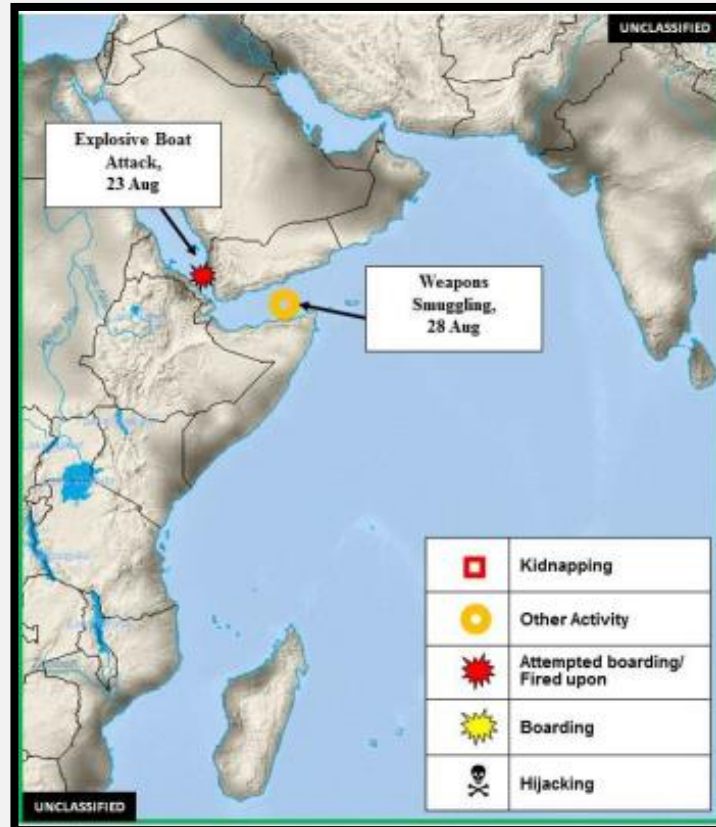 UNCLASSIFIED
Explosive Boat
Attack,
23 Aug
Weapons
Smuggling,
28 Aug
Kidnapping
Other Activity
Attempted boarding/
Fired upon
Boarding
Hijacking
UNCLASSIFIED